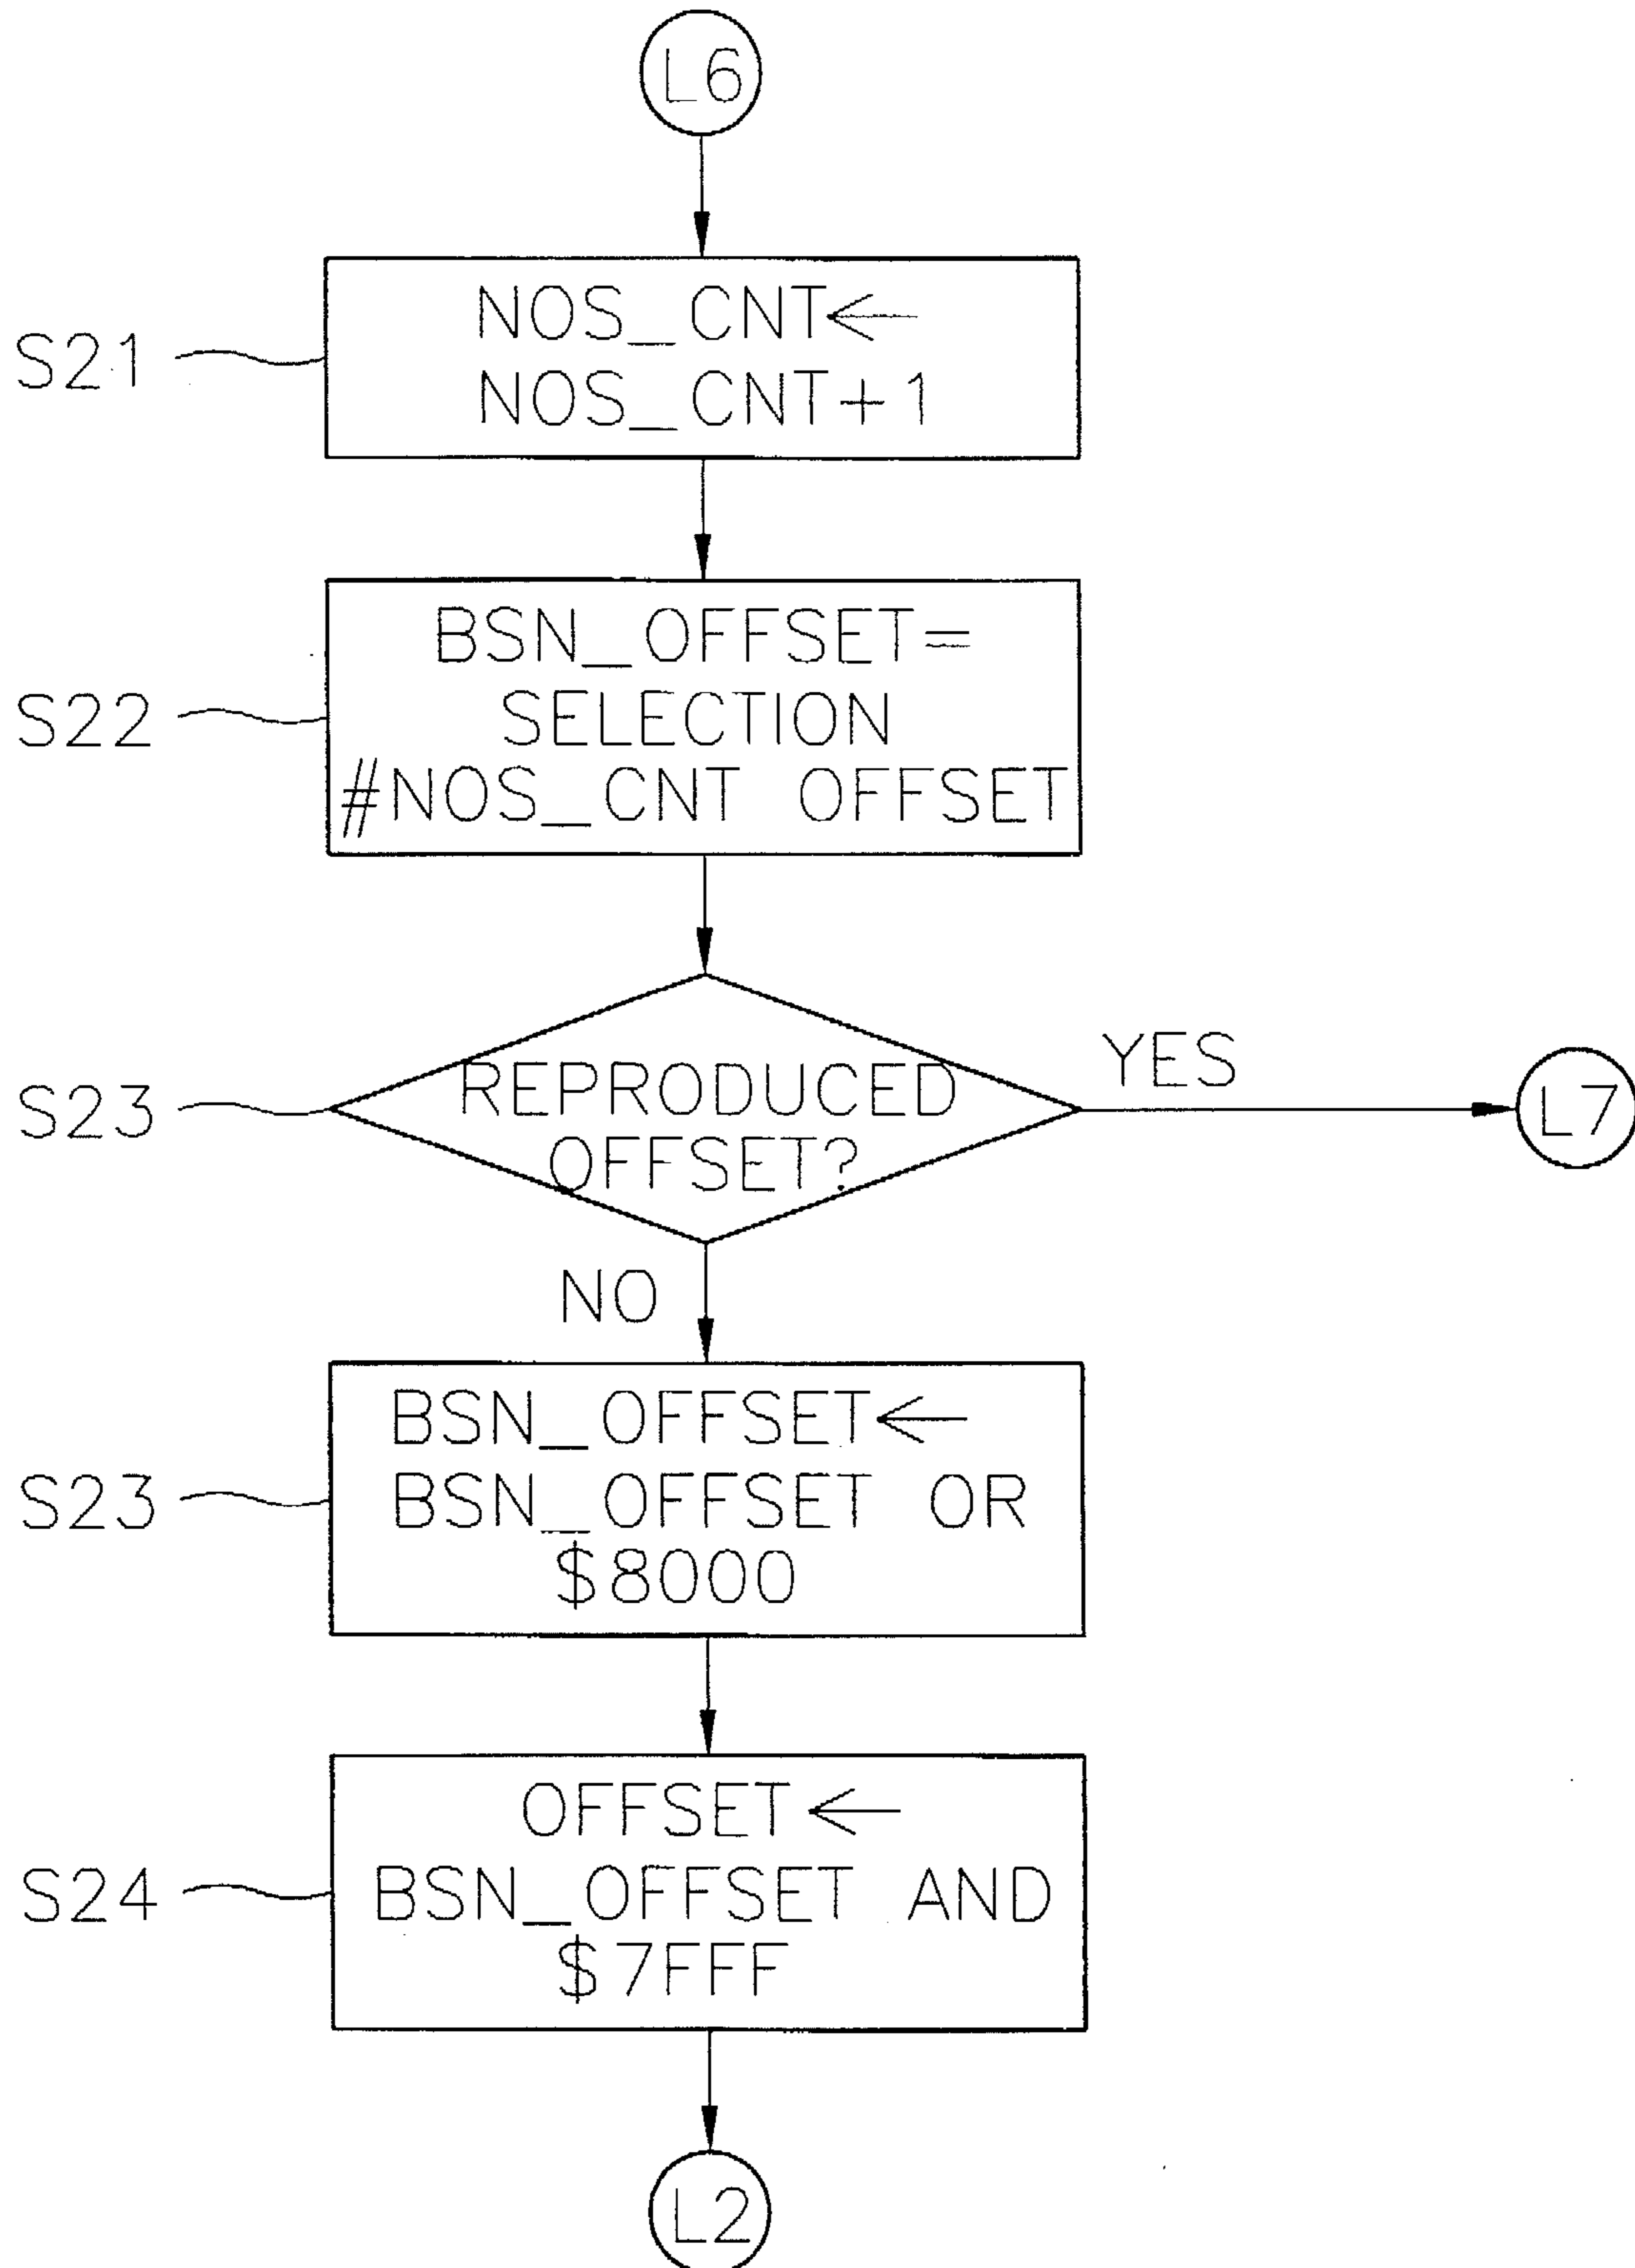 L6
S21
NOS_CNT←
NOS_CNT+1
S22
BSN_OFFSET=
SELECTION
#NOS_CNT OFFSET
S23
REPRODUCED
OFFSET?
YES
L7
NO
S23
BSN_OFFSET←
BSN_OFFSET OR
$8000
S24
OFFSET←
BSN_OFFSET AND
$7FFF
L2